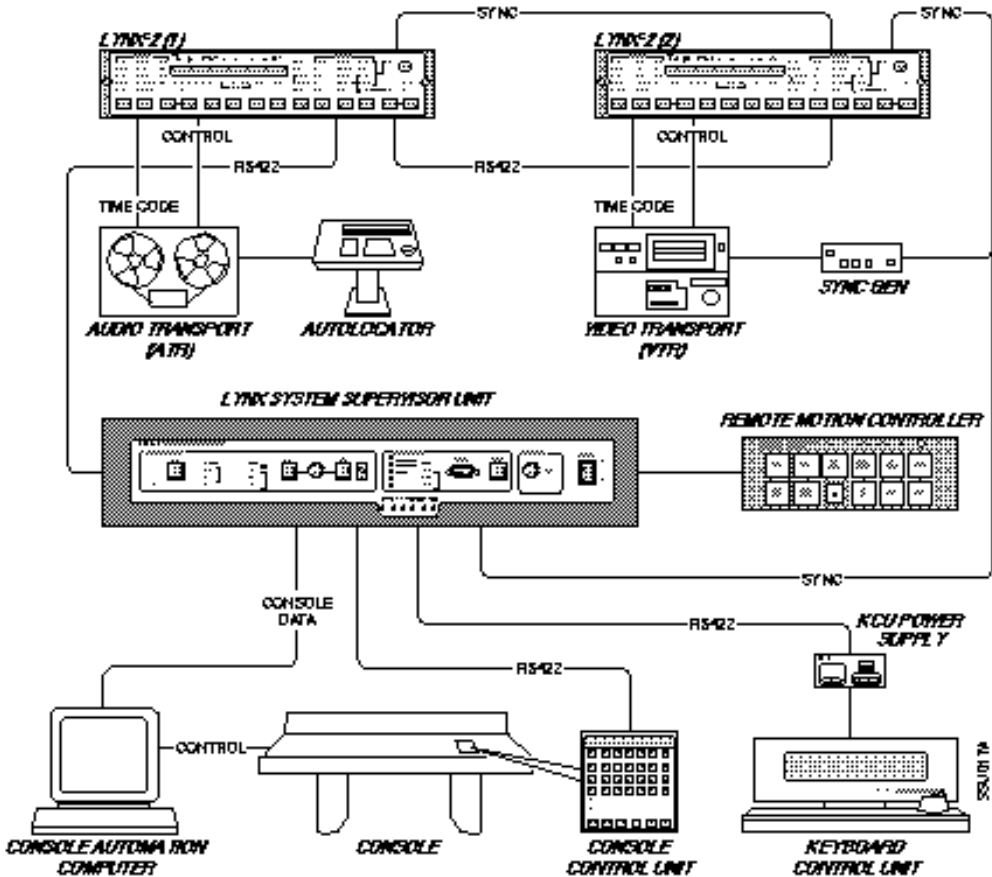 SYNC
SYNC
LYNX-2 (1)
LYNX-2 (2)
CONTROL
CONTROL
RS422
RS422
TIME CODE
TIME CODE
AUDIO TRANSPORT
(ATR)
AUTOLOCATOR
VIDEO TRANSPORT
(VTR)
SYNC GEN
LYNX SYSTEM SUPERVISOR UNIT
REMOTE MOTION CONTROLLER
SYNC
CONSOLE
DATA
RS422
KCU POWER
SUPPLY
RS422
CONTROL
SSU017A
CONSOLE AUTOMATION
COMPUTER
CONSOLE
CONSOLE
CONTROL UNIT
KEYBOARD
CONTROL UNIT